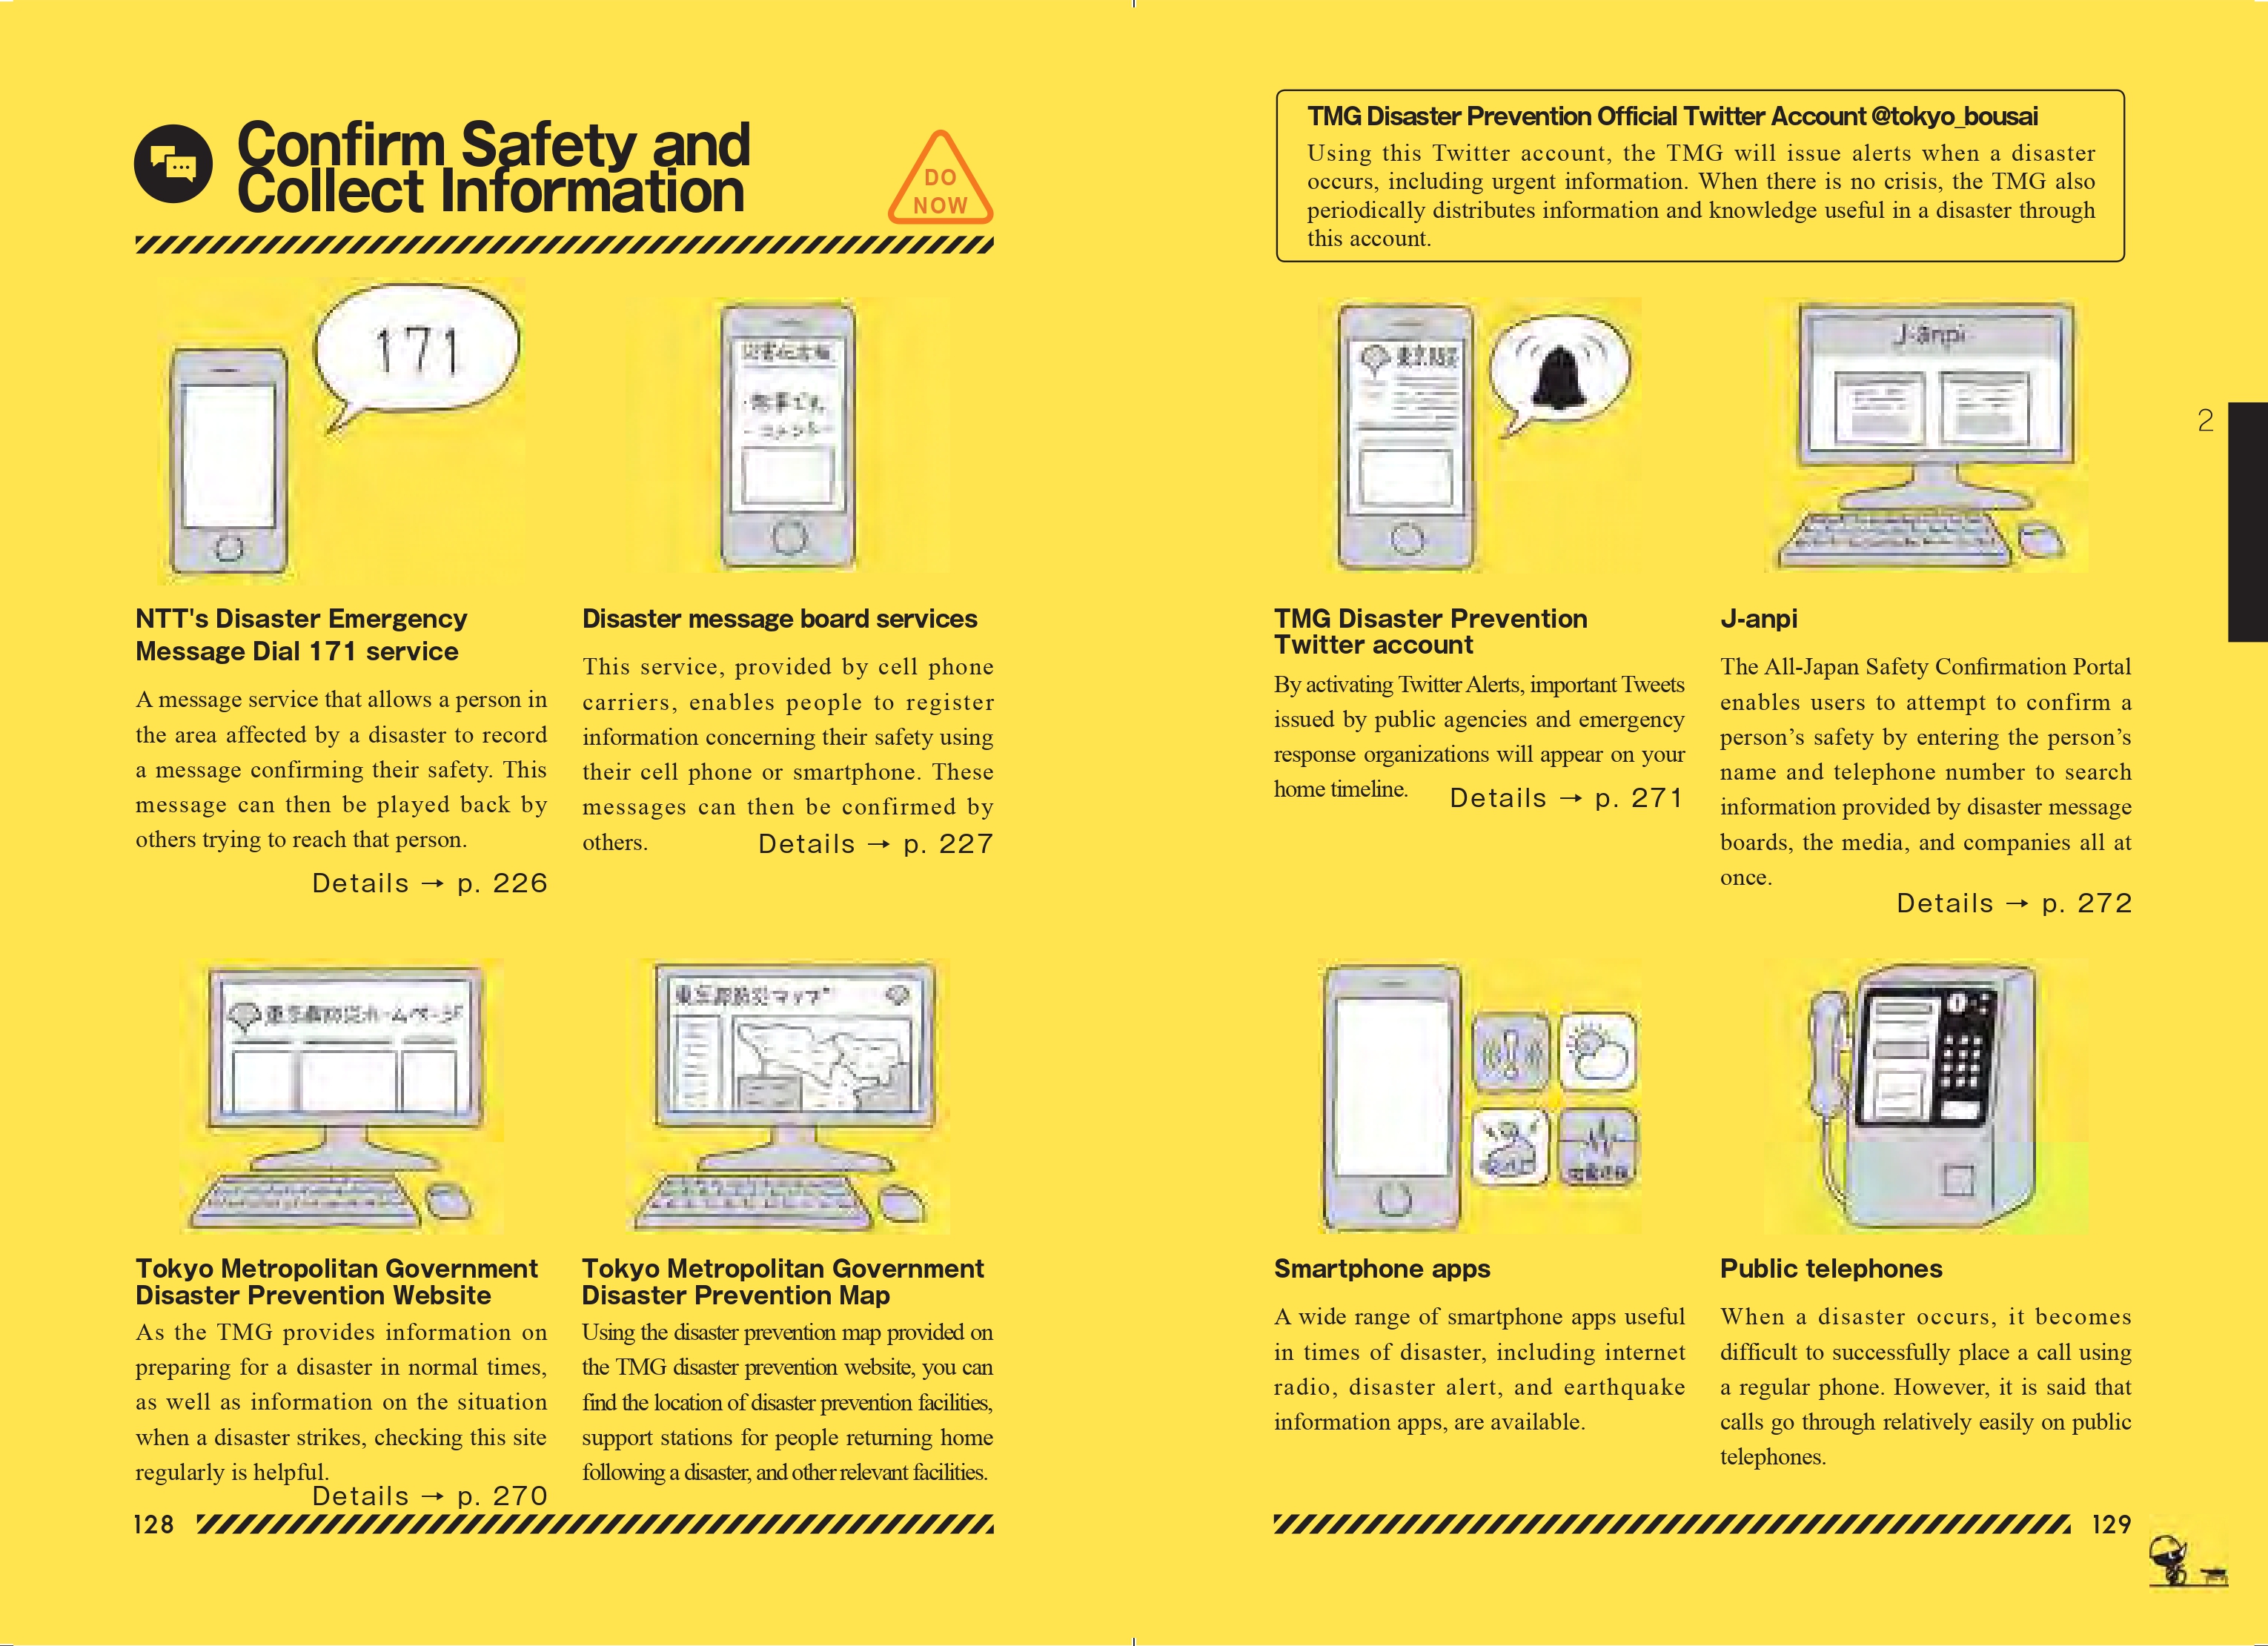 Confirm Safety and
Collect Information
DO
NOW
171
NTT's Disaster Emergency
Message Dial 171 service
A message service that allows a person in
the area affected by a disaster to record
a message confirming their safety. This
message can then be played back by
others trying to reach that person.
Details → p. 226
Disaster message board services
This service, provided by cell phone
carriers, enables people to register
information concerning their safety using
their cell phone or smartphone. These
messages can then be confirmed by
others.
Details → p. 227
東京都防災ホームページ
Tokyo Metropolitan Government
Disaster Prevention Website
As the TMG provides information on
preparing for a disaster in normal times,
as well as information on the situation
when a disaster strikes, checking this site
regularly is helpful.
Details → p. 270
東京都防災マップ
Tokyo Metropolitan Government
Disaster Prevention Map
Using the disaster prevention map provided on
the TMG disaster prevention website, you can
find the location of disaster prevention facilities,
support stations for people returning home
following a disaster, and other relevant facilities.
128
TMG Disaster Prevention Official Twitter Account @tokyo_bousai
Using this Twitter account, the TMG will issue alerts when a disaster
occurs, including urgent information. When there is no crisis, the TMG also
periodically distributes information and knowledge useful in a disaster through
this account.
東京防災
TMG Disaster Prevention
Twitter account
By activating Twitter Alerts, important Tweets
issued by public agencies and emergency
response organizations will appear on your
home timeline.
Details → p. 271
J-anpi
J-anpi
The All-Japan Safety Confirmation Portal
enables users to attempt to confirm a
person’s safety by entering the person’s
name and telephone number to search
information provided by disaster message
boards, the media, and companies all at
once.
Details → p. 272
2
Smartphone apps
A wide range of smartphone apps useful
in times of disaster, including internet
radio, disaster alert, and earthquake
information apps, are available.
Public telephones
When a disaster occurs, it becomes
difficult to successfully place a call using
a regular phone. However, it is said that
calls go through relatively easily on public
telephones.
129